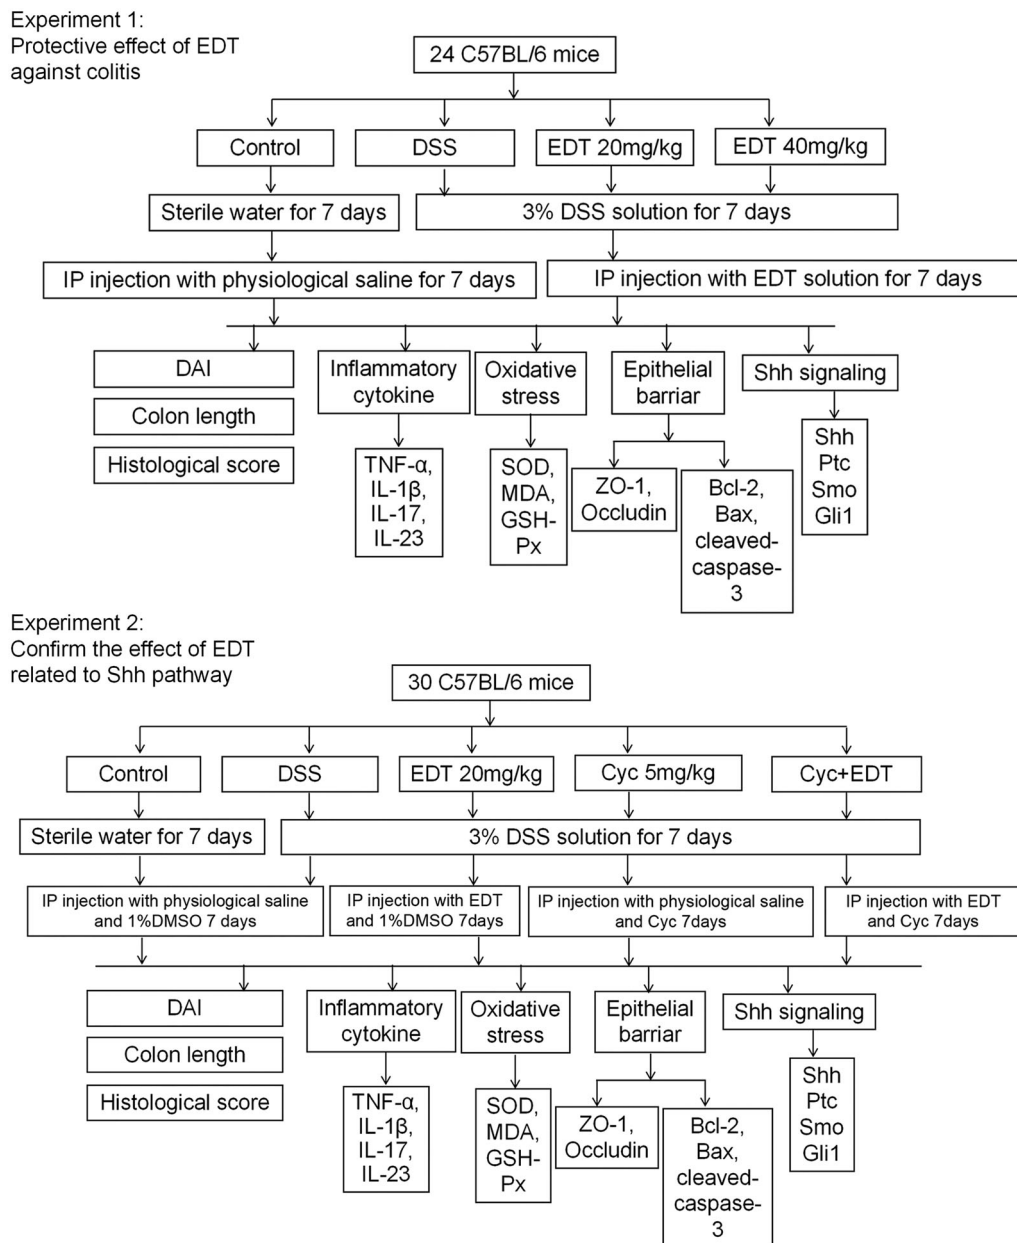 Experiment 1:
Protective effect of EDT
against colitis
24 C57BL/6 mice
Control
DSS
EDT 20mg/kg
EDT 40mg/kg
Sterile water for 7 days
3% DSS solution for 7 days
IP injection with physiological saline for 7 days
IP injection with EDT solution for 7 days
DAI
Colon length
Histological score
Inflammatory
cytokine
Oxidative
stress
Epithelial
barriar
Shh signaling
TNF-α,
IL-1β,
IL-17,
IL-23
SOD,
MDA,
GSH-
Px
ZO-1,
Occludin
Bcl-2,
Bax,
cleaved-
caspase-
3
Shh
Ptc
Smo
Gli1
Experiment 2:
Confirm the effect of EDT
related to Shh pathway
30 C57BL/6 mice
Control
DSS
EDT 20mg/kg
Cyc 5mg/kg
Cyc+EDT
Sterile water for 7 days
3% DSS solution for 7 days
IP injection with physiological saline
and 1%DMSO 7 days
IP injection with EDT
and 1%DMSO 7days
IP injection with physiological saline
and Cyc 7days
IP injection with EDT
and Cyc 7days
DAI
Colon length
Histological score
Inflammatory
cytokine
Oxidative
stress
Epithelial
barriar
Shh signaling
TNF-α,
IL-1β,
IL-17,
IL-23
SOD,
MDA,
GSH-
Px
ZO-1,
Occludin
Bcl-2,
Bax,
cleaved-
caspase-
3
Shh
Ptc
Smo
Gli1